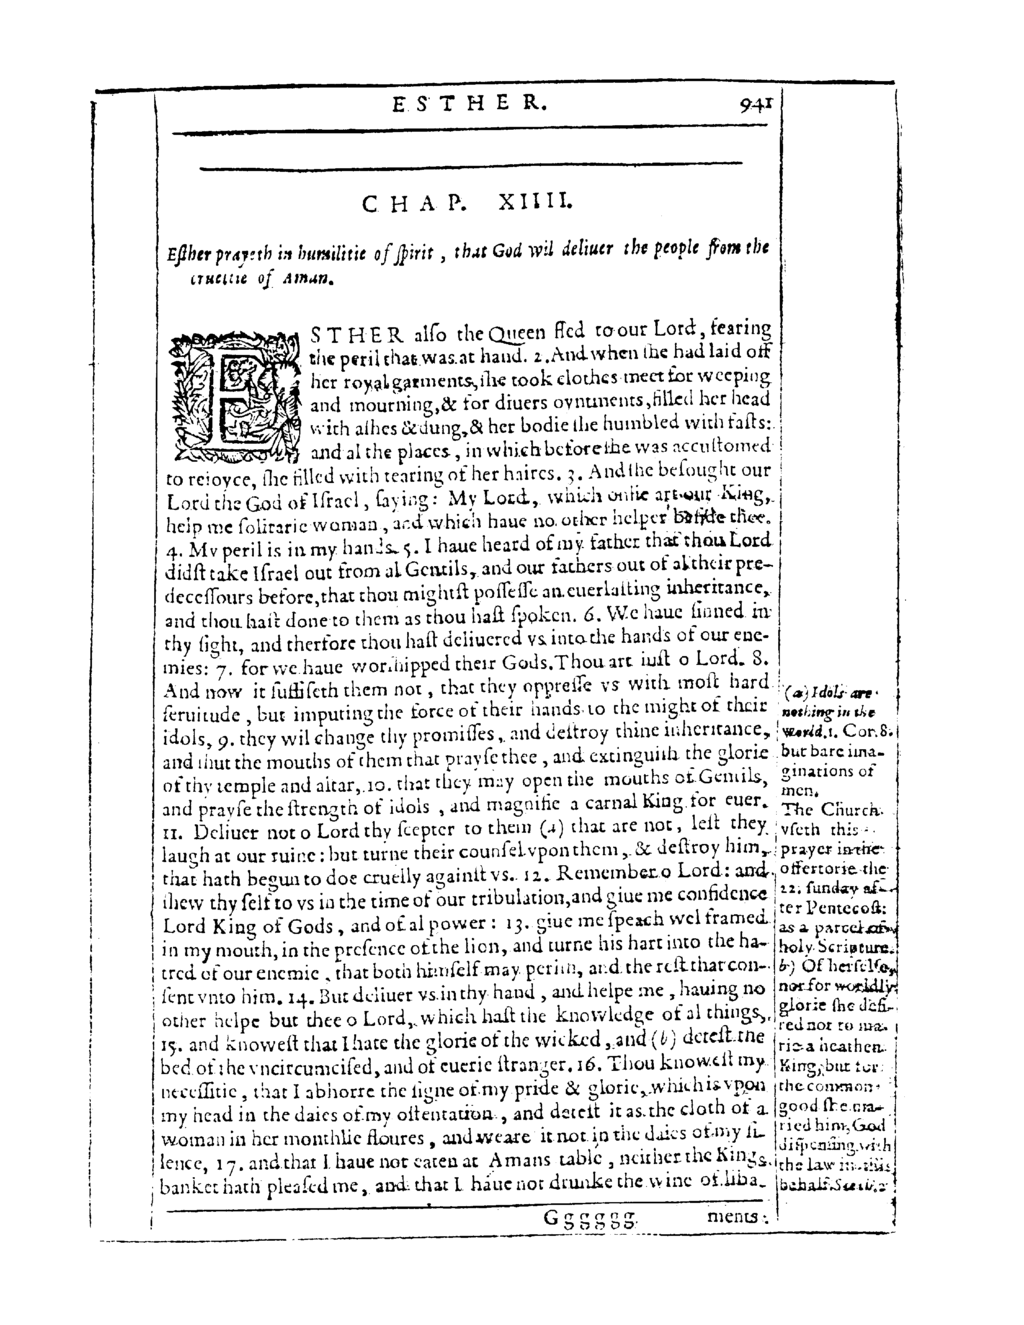 ESTHER. 941
CHAP. XIIII.
Eſther prayeth in humilitie of ſpirit, that God wil deliuer the people from the
crueltie of Aman.
ESTHER alſo the Queen fled to our Lord, fearing
the peril that was at hand. 2. And when ſhe had laid off
her royal garments, ſhe took clothes meet for weeping
and mourning, & for diuers oyntments, filled her head
with aſhes & dung, & her bodie ſhe humbled with faſts:
and al the places, in which before ſhe was accuſtomed
to reioyce, ſhe filled with tearing of her haires. 3. And ſhe beſought our
Lord the God of Iſrael, ſaying: My Lord, which onlie art our King,
help me ſolitarie woman, and which haue no other helper beſide thee.
4. My peril is in my hands. 5. I haue heard of my father that thou Lord
didſt take Iſrael out from al Gentils, and our fathers out of al their pre-
deceſſours before, that thou mightſt poſſeſſe an euerlaſting inheritance,
and thou haſt done to them as thou haſt ſpoken. 6. We haue ſinned in
thy ſight, and therfore thou haſt deliuered vs into the hands of our ene-
mies: 7. for we haue worſhipped their Gods. Thou art iuſt o Lord. 8.
And now it ſuffiſeth them not, that they oppreſſe vs with moſt hard
ſeruitude, but imputing the force of their hands to the might of their
idols, 9. they wil change thy promiſſes, and deſtroy thine inheritance,
and ſhut the mouths of them that prayſe thee, and extinguiſh the glorie
of thy temple and altar, 10. that they may open the mouths of Gentils,
and prayſe the ſtrength of idols, and magnifie a carnal King for euer.
11. Deliuer not o Lord thy ſcepter to them (a) that are not, leſt they
laugh at our ruine: but turne their counſel vpon them, & deſtroy him,
that hath begun to doe cruelly againſt vs. 12. Remember o Lord: and
ſhew thy ſelf to vs in the time of our tribulation, and giue me confidence
Lord King of Gods, and of al power: 13. giue me ſpeach wel framed
in my mouth, in the preſence of the lion, and turne his hart into the ha-
tred of our enemie, that both himſelf may periſh, and the reſt that con-
ſent vnto him. 14. But deliuer vs in thy hand, and helpe me, hauing no
other helpe but thee o Lord, which haſt the knowledge of al things,
15. and knoweſt that I hate the glorie of the wicked, and (b) deteſt the
bed of the vncircumciſed, and of euerie ſtranger. 16. Thou knoweſt my
neceſſitie, that I abhorre the ſigne of my pride & glorie, which is vpon
my head in the daies of my oſtentation, and deteſt it as the cloth of a
woman in her monthlie floures, and weare it not in the daies of my ſi-
lence, 17. and that I haue not eaten at Amans table, neither the Kings
banket hath pleaſed me, and that I haue not drunke the wine of liba-
Gggggg ments:
(a) Idols are
nothing in the
world. 1. Cor. 8.
but bare ima-
ginations of
men.
The Church
vſeth this
prayer in the
offertorie the
22. ſunday af-
ter Pentecoſt:
as a parcel of
holy Scripture.
b) Of herſelfe,
nor for worldly
glorie ſhe deſi-
red not to ma-
rie a heathen
King, but for
the common
good ſhe ma-
ried him, God
diſpenſing with
the law in this
behalf.